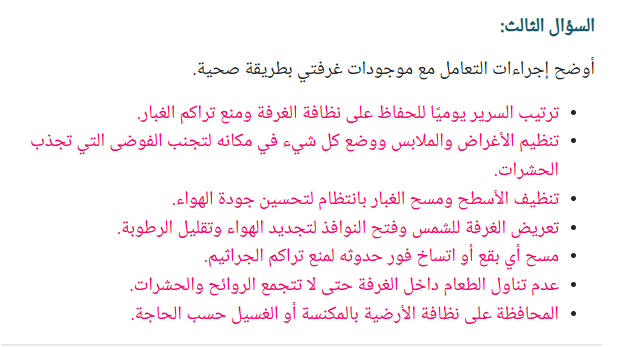 السؤال الثالث:
أوضح إجراءات التعامل مع موجودات غرفتي بطريقة صحية.
• ترتيب السرير يوميًا للحفاظ على نظافة الغرفة ومنع تراكم الغبار.
• تنظيم الأغراض والملابس ووضع كل شيء في مكانه لتجنب الفوضى التي تجذب
الحشرات.
• تنظيف الأسطح ومسح الغبار بانتظام لتحسين جودة الهواء.
• تعريض الغرفة للشمس وفتح النوافذ لتجديد الهواء وتقليل الرطوبة.
• مسح أي بقع أو اتساخ فور حدوثه لمنع تراكم الجراثيم.
• عدم تناول الطعام داخل الغرفة حتى لا تتجمع الروائح والحشرات.
• المحافظة على نظافة الأرضية بالمكنسة أو الغسيل حسب الحاجة.